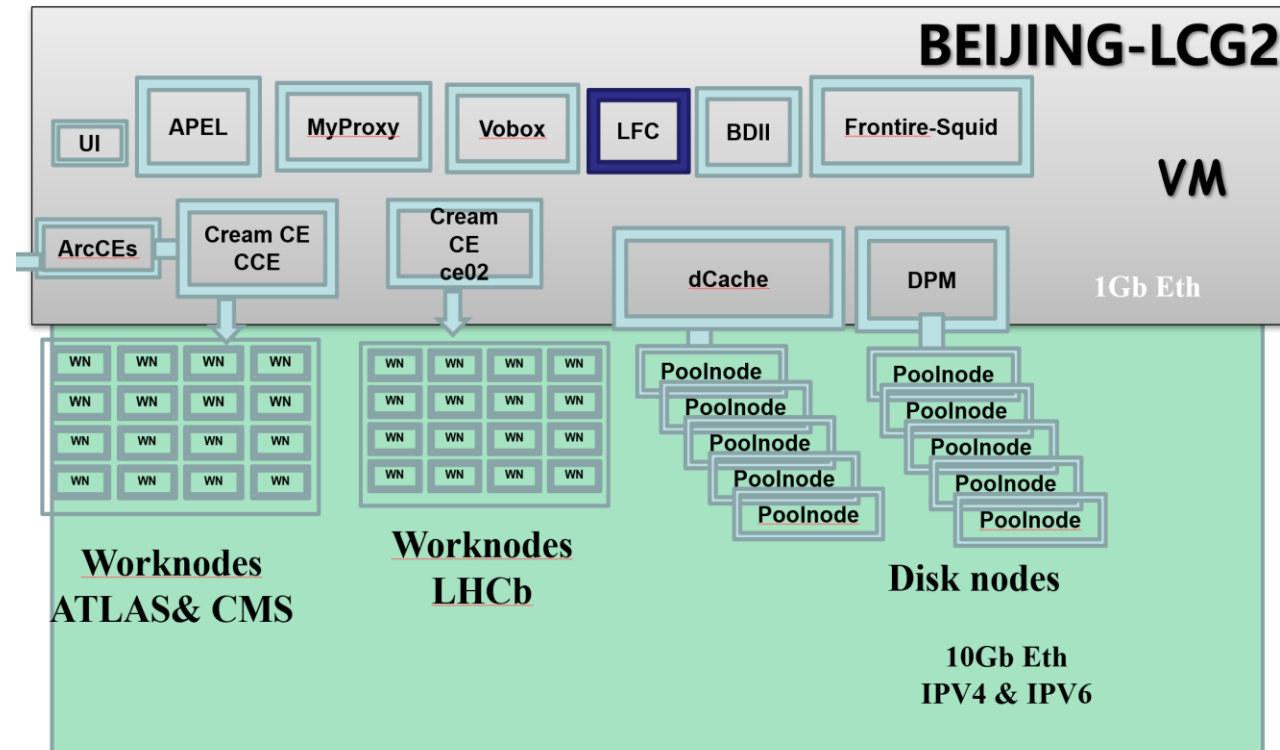 BEIJING-LCG2
UI
APEL
MyProxy
Vobox
LFC
BDII
Frontire-Squid
VM
ArcCEs
Cream CE
CCE
Cream
CE
ce02
dCache
DPM
1Gb Eth
WN WN WN WN
WN WN WN WN
WN WN WN WN
WN WN WN WN
WN WN WN WN
WN WN WN WN
WN WN WN WN
WN WN WN WN
Poolnode
Poolnode
Poolnode
Poolnode
Poolnode
Poolnode
Poolnode
Poolnode
Poolnode
Poolnode
Worknodes
ATLAS& CMS
Worknodes
LHCb
Disk nodes
10Gb Eth
IPV4 & IPV6